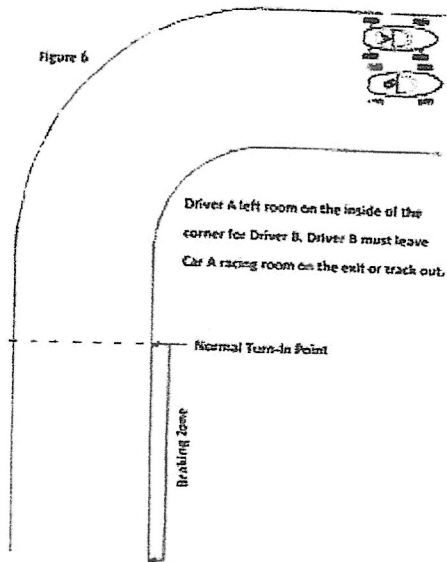 Figure 6
Driver A left room on the inside of the
corner for Driver B. Driver B must leave
Car A racing room on the exit or track out.
Normal Turn-In Point
Braking Zone